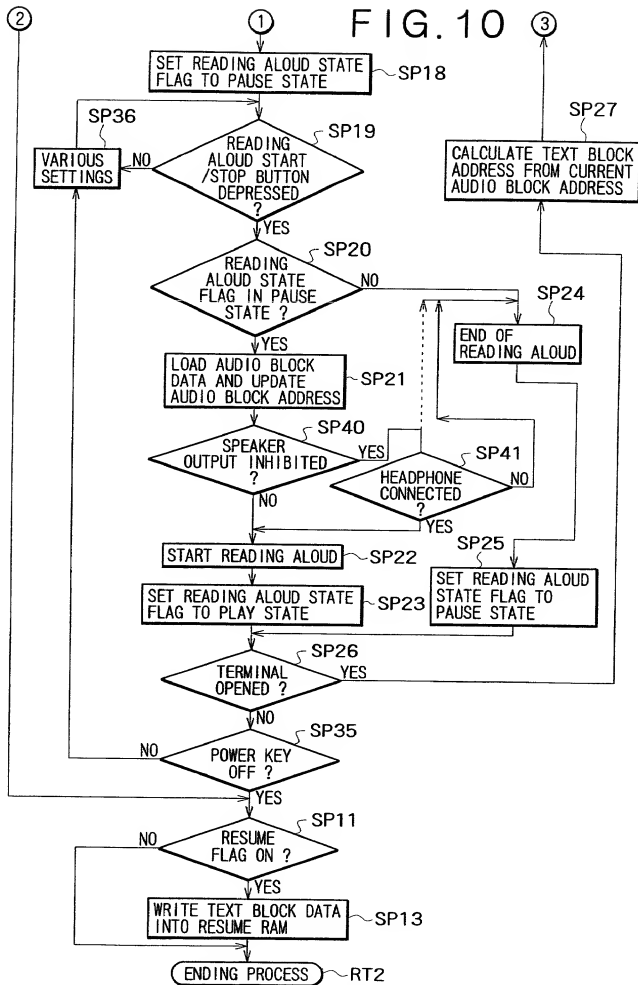 FIG. 10
2
1
3
SET READING ALOUD STATE
FLAG TO PAUSE STATE
SP18
SP36
VARIOUS
SETTINGS
SP19
READING
ALOUD START
/STOP BUTTON
DEPRESSED
?
NO
YES
SP27
CALCULATE TEXT BLOCK
ADDRESS FROM CURRENT
AUDIO BLOCK ADDRESS
SP20
READING
ALOUD STATE
FLAG IN PAUSE
STATE ?
NO
YES
SP24
END OF
READING ALOUD
LOAD AUDIO BLOCK
DATA AND UPDATE
AUDIO BLOCK ADDRESS
SP21
SP40
SPEAKER
OUTPUT INHIBITED
?
YES
NO
SP41
HEADPHONE
CONNECTED
?
NO
YES
START READING ALOUD
SP22
SP25
SET READING ALOUD
STATE FLAG TO
PAUSE STATE
SET READING ALOUD STATE
FLAG TO PLAY STATE
SP23
SP26
TERMINAL
OPENED ?
YES
NO
SP35
POWER KEY
OFF ?
NO
YES
SP11
RESUME
FLAG ON ?
NO
YES
WRITE TEXT BLOCK DATA
INTO RESUME RAM
SP13
ENDING PROCESS
RT2